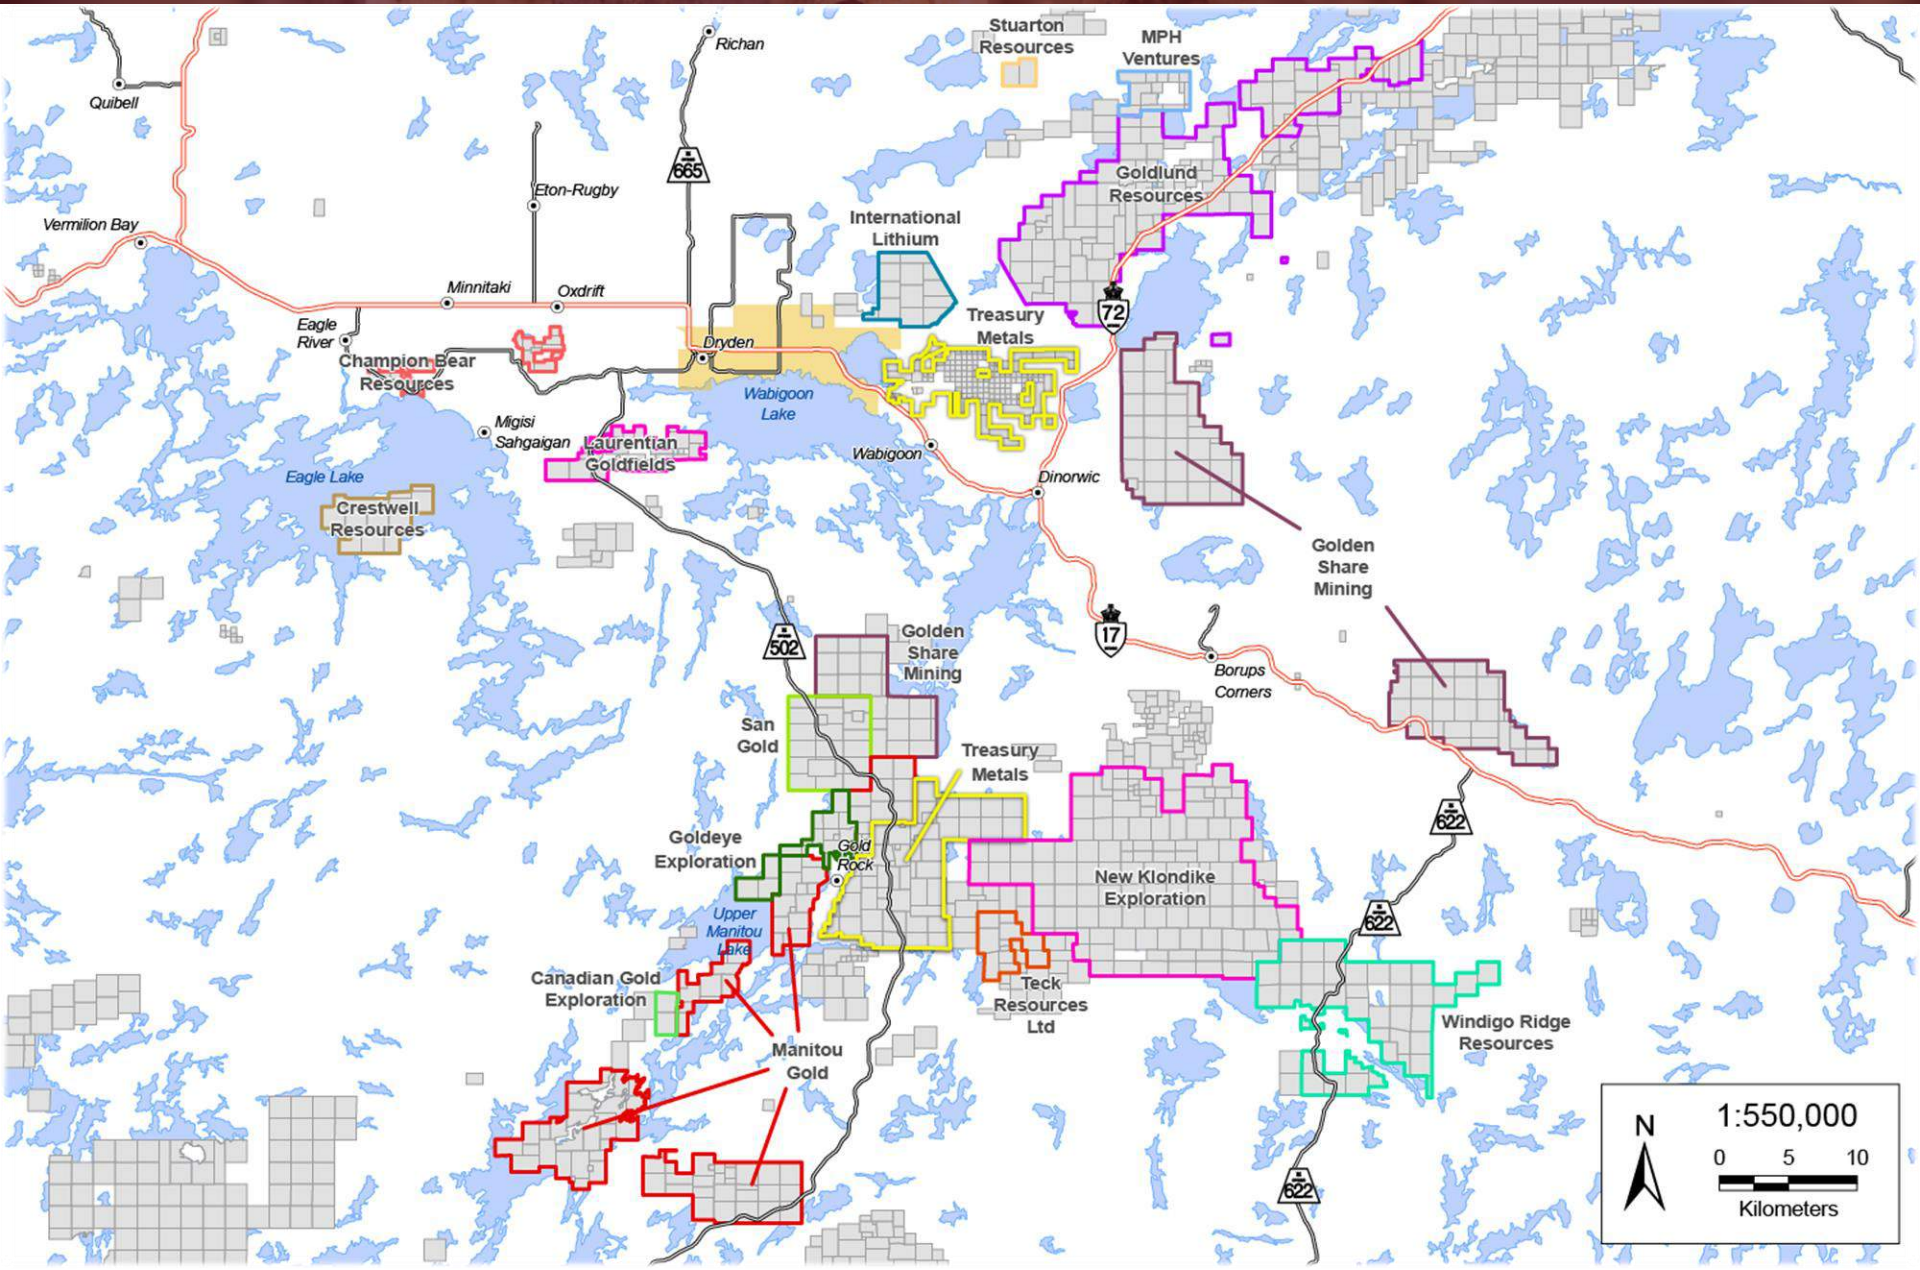 Stuarton
Resources
MPH
Ventures
Richan
Quibell
665
Eton-Rugby
Goldlund
Resources
Vermilion Bay
International
Lithium
Minnitaki
Oxdrift
72
Treasury
Metals
Eagle
River
Dryden
Champion Bear
Resources
Wabigoon
Lake
Migisi
Sahgaigan
Laurentian
Goldfields
Wabigoon
Eagle Lake
Dinorwic
Crestwell
Resources
Golden
Share
Mining
502
Golden
Share
Mining
17
Borups
Corners
San
Gold
Treasury
Metals
622
Goldeye
Exploration
Gold
Rock
New Klondike
Exploration
622
Upper
Manitou
Lake
Canadian Gold
Exploration
Teck
Resources
Ltd
Windigo Ridge
Resources
Manitou
Gold
622
N
1:550,000
0 5 10
Kilometers